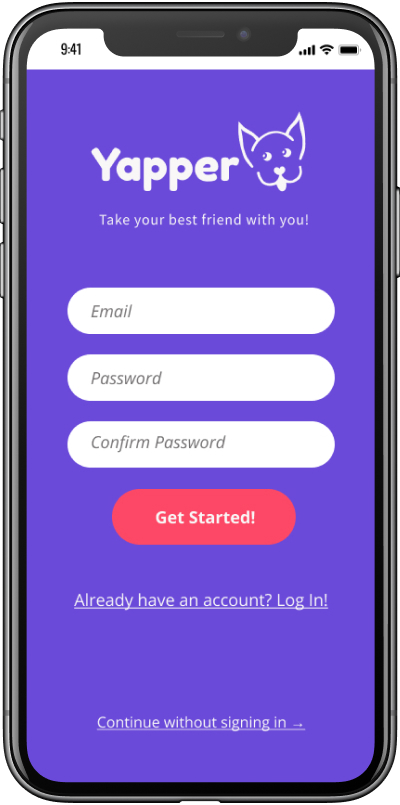 9:41
Yapper
Take your best friend with you!
Email
Password
Confirm Password
Get Started!
Already have an account? Log In!
Continue without signing in →